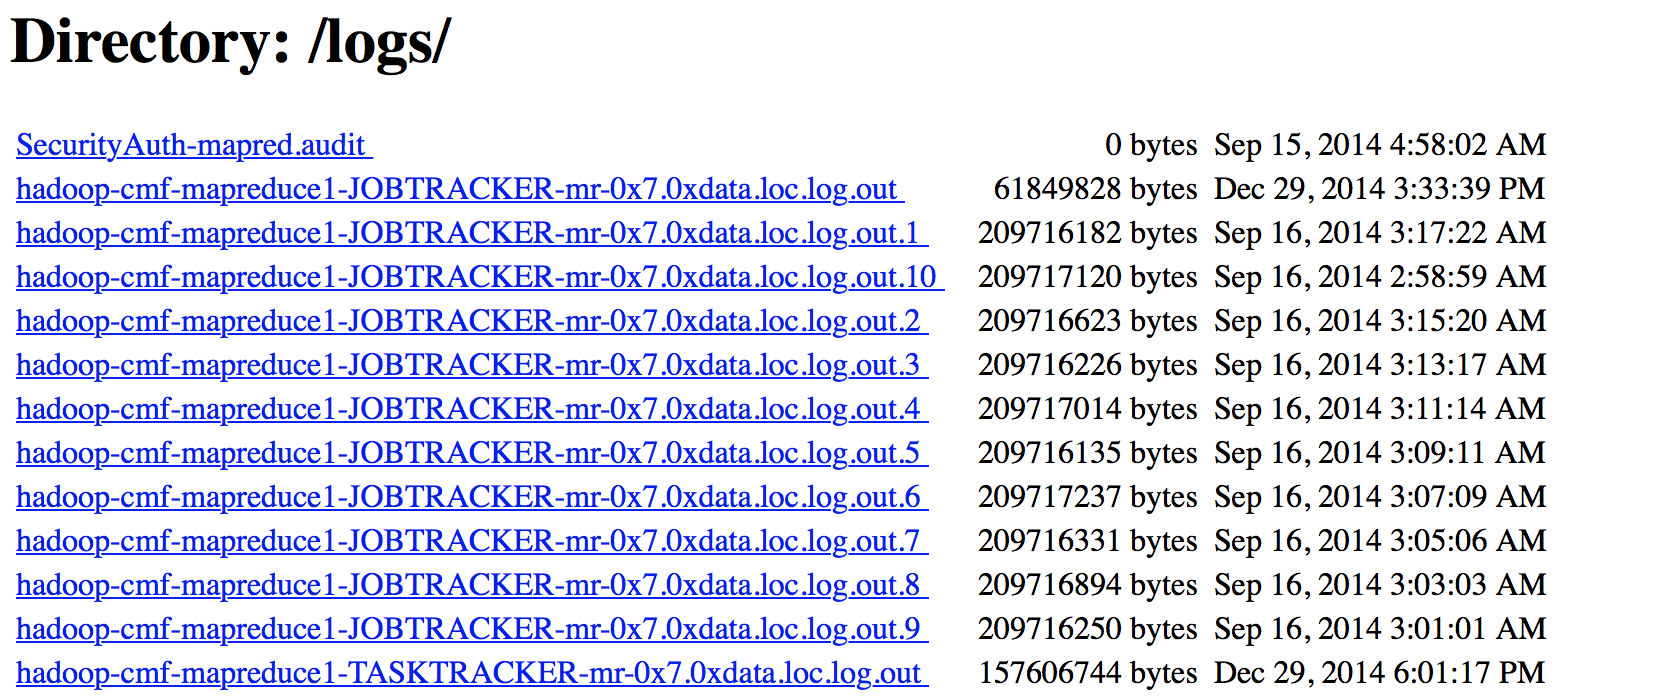 Directory: /logs/
SecurityAuth-mapred.audit 0 bytes Sep 15, 2014 4:58:02 AM
hadoop-cmf-mapreduce1-JOBTRACKER-mr-0x7.0xdata.loc.log.out 61849828 bytes Dec 29, 2014 3:33:39 PM
hadoop-cmf-mapreduce1-JOBTRACKER-mr-0x7.0xdata.loc.log.out.1 209716182 bytes Sep 16, 2014 3:17:22 AM
hadoop-cmf-mapreduce1-JOBTRACKER-mr-0x7.0xdata.loc.log.out.10 209717120 bytes Sep 16, 2014 2:58:59 AM
hadoop-cmf-mapreduce1-JOBTRACKER-mr-0x7.0xdata.loc.log.out.2 209716623 bytes Sep 16, 2014 3:15:20 AM
hadoop-cmf-mapreduce1-JOBTRACKER-mr-0x7.0xdata.loc.log.out.3 209716226 bytes Sep 16, 2014 3:13:17 AM
hadoop-cmf-mapreduce1-JOBTRACKER-mr-0x7.0xdata.loc.log.out.4 209717014 bytes Sep 16, 2014 3:11:14 AM
hadoop-cmf-mapreduce1-JOBTRACKER-mr-0x7.0xdata.loc.log.out.5 209716135 bytes Sep 16, 2014 3:09:11 AM
hadoop-cmf-mapreduce1-JOBTRACKER-mr-0x7.0xdata.loc.log.out.6 209717237 bytes Sep 16, 2014 3:07:09 AM
hadoop-cmf-mapreduce1-JOBTRACKER-mr-0x7.0xdata.loc.log.out.7 209716331 bytes Sep 16, 2014 3:05:06 AM
hadoop-cmf-mapreduce1-JOBTRACKER-mr-0x7.0xdata.loc.log.out.8 209716894 bytes Sep 16, 2014 3:03:03 AM
hadoop-cmf-mapreduce1-JOBTRACKER-mr-0x7.0xdata.loc.log.out.9 209716250 bytes Sep 16, 2014 3:01:01 AM
hadoop-cmf-mapreduce1-TASKTRACKER-mr-0x7.0xdata.loc.log.out 157606744 bytes Dec 29, 2014 6:01:17 PM